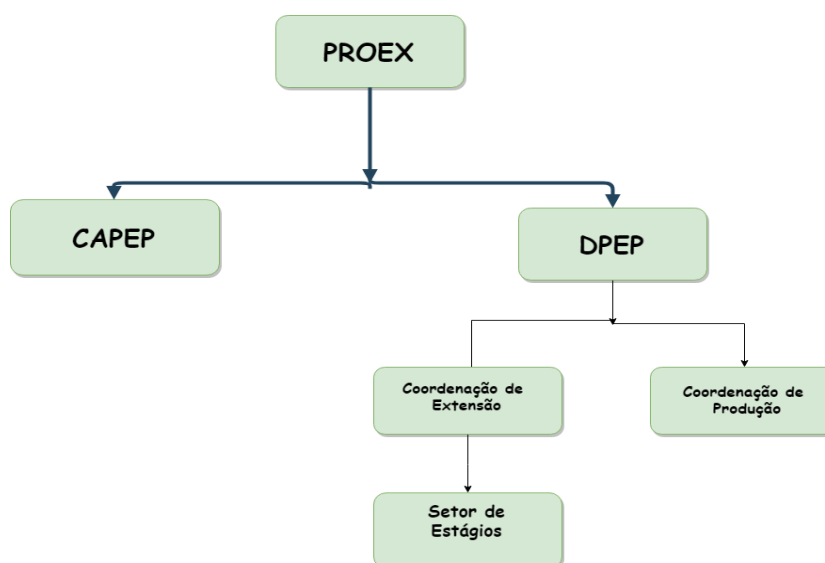 PROEX
CAPEP
DPEP
Coordenação de
Extensão
Coordenação de
Produção
Setor de
Estágios